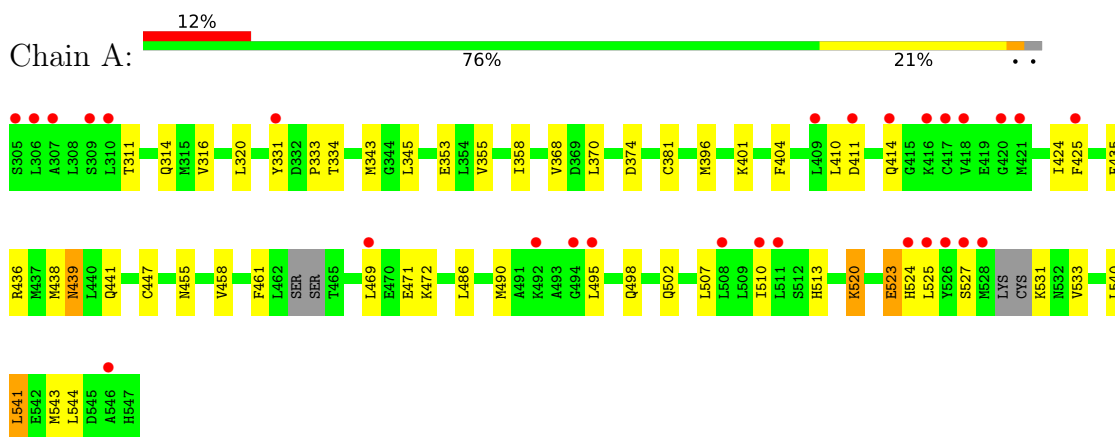 12%
Chain A:
76%
21%
S305 L306 A307 L308 S309 L310 T311 Q314 M315 V316 L320 Y331 D332 P333 T334 M343 G344 L345 E353 L354 V355 I358 V368 D369 L370 D374 C381 M396 K401 F404 L409 L410 D411 Q414 G415 K416 C417 V418 E419 G420 M421 I424 F425
R436 M437 M438 N439 L440 Q441 C447 N455 V458 F461 L462 SER SER T465 L469 E470 E471 K472 L486 M490 A491 K492 A493 G494 L495 Q498 Q502 L507 L508 L509 I510 L511 S512 H513 K520 E523 H524 L525 Y526 S527 M528 LYS CYS K531 N532 V533
L541 E542 M543 L544 D545 A546 H547